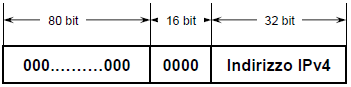 80 bit 16 bit 32 bit
000..........000 0000 Indirizzo IPv4